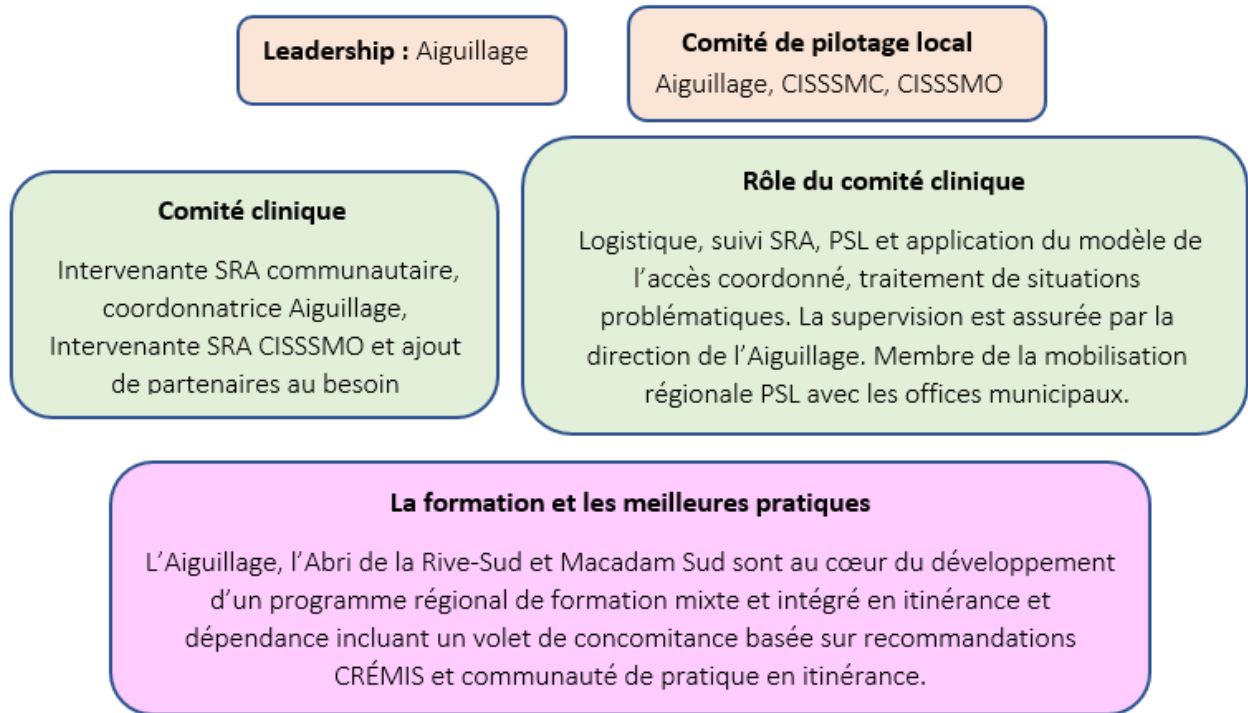 Leadership : Aiguillage
Comité de pilotage local
Aiguillage, CISSSMC, CISSSMO
Comité clinique
Intervenante SRA communautaire,
coordonnatrice Aiguillage,
Intervenante SRA CISSSMO et ajout
de partenaires au besoin
Rôle du comité clinique
Logistique, suivi SRA, PSL et application du modèle de
l’accès coordonné, traitement de situations
problématiques. La supervision est assurée par la
direction de l’Aiguillage. Membre de la mobilisation
régionale PSL avec les offices municipaux.
La formation et les meilleures pratiques
L’Aiguillage, l’Abri de la Rive-Sud et Macadam Sud sont au cœur du développement
d’un programme régional de formation mixte et intégré en itinérance et
dépendance incluant un volet de concomitance basée sur recommandations
CRÉMIS et communauté de pratique en itinérance.